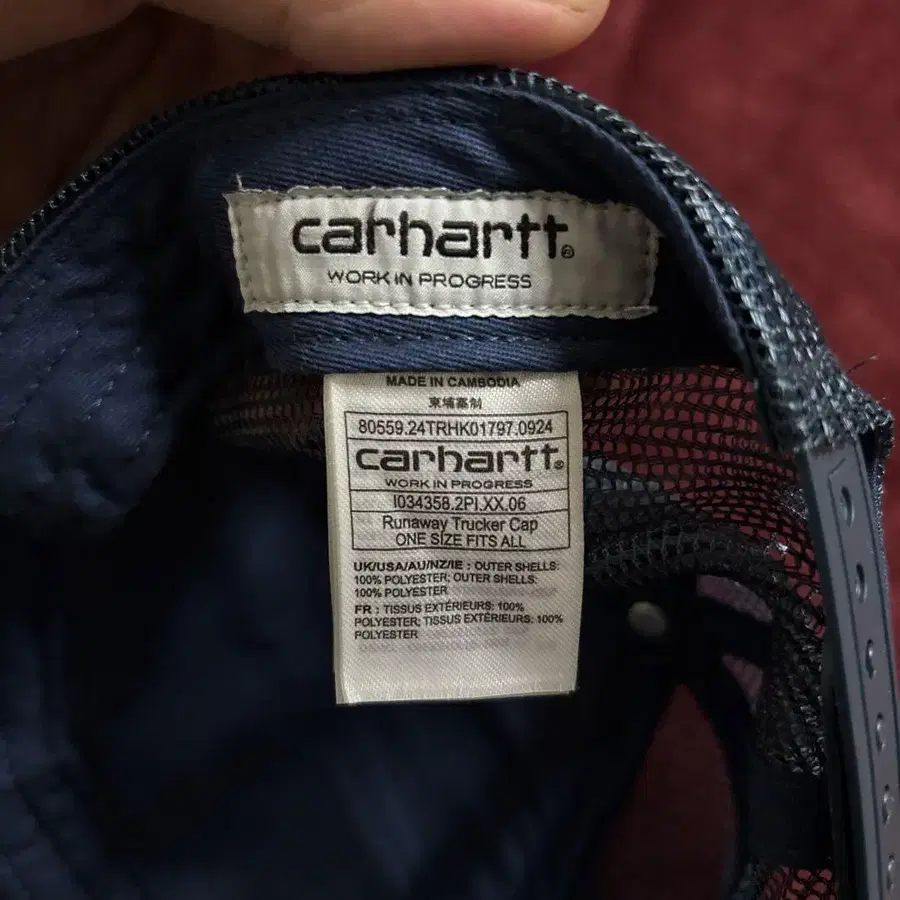 carhartt®
WORK IN PROGRESS
MADE IN CAMBODIA
柬埔寨制
80559.24TRHK01797.0924
carhartt®
WORK IN PROGRESS
I034358.2PI.XX.06
Runaway Trucker Cap
ONE SIZE FITS ALL
UK/USA/AU/NZ/IE : OUTER SHELLS:
100% POLYESTER; OUTER SHELLS:
100% POLYESTER
FR : TISSUS EXTÉRIEURS: 100%
POLYESTER; TISSUS EXTÉRIEURS: 100%
POLYESTER